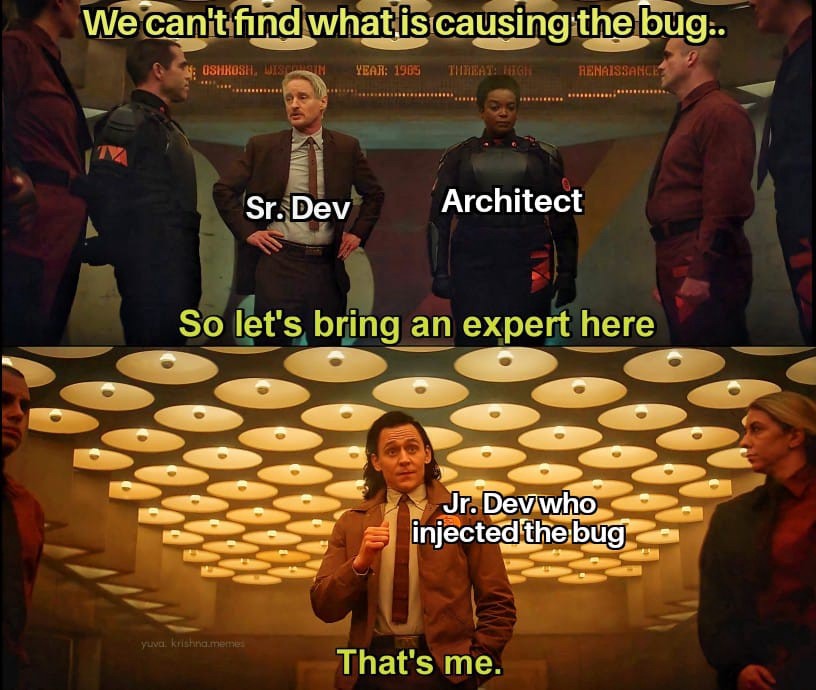 We can't find what is causing the bug..
OSHKOSH, WISCONSIN YEAR: 1985 THREAT: HIGH RENAISSANCE
Sr. Dev
Architect
So let's bring an expert here
Jr. Dev who
injected the bug
yuva. krishna.memes
That's me.